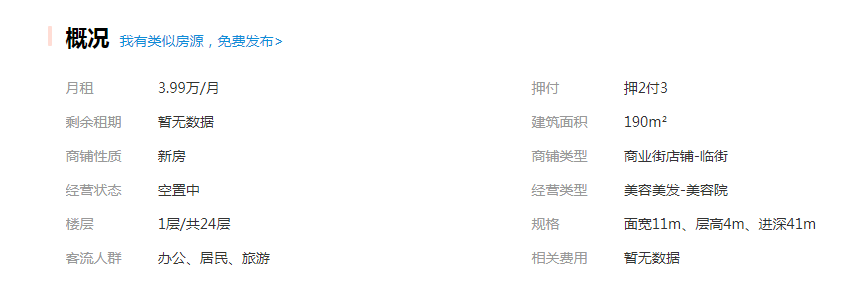 概况 我有类似房源，免费发布>
月租 3.99万/月 押付 押2付3
剩余租期 暂无数据 建筑面积 190m²
商铺性质 新房 商铺类型 商业街店铺-临街
经营状态 空置中 经营类型 美容美发-美容院
楼层 1层/共24层 规格 面宽11m、层高4m、进深41m
客流人群 办公、居民、旅游 相关费用 暂无数据